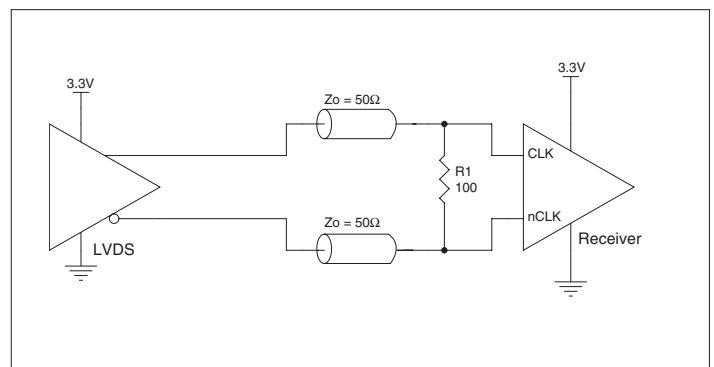 3.3V
3.3V
Zo = 50Ω
CLK
R1
100
Zo = 50Ω
nCLK
LVDS
Receiver